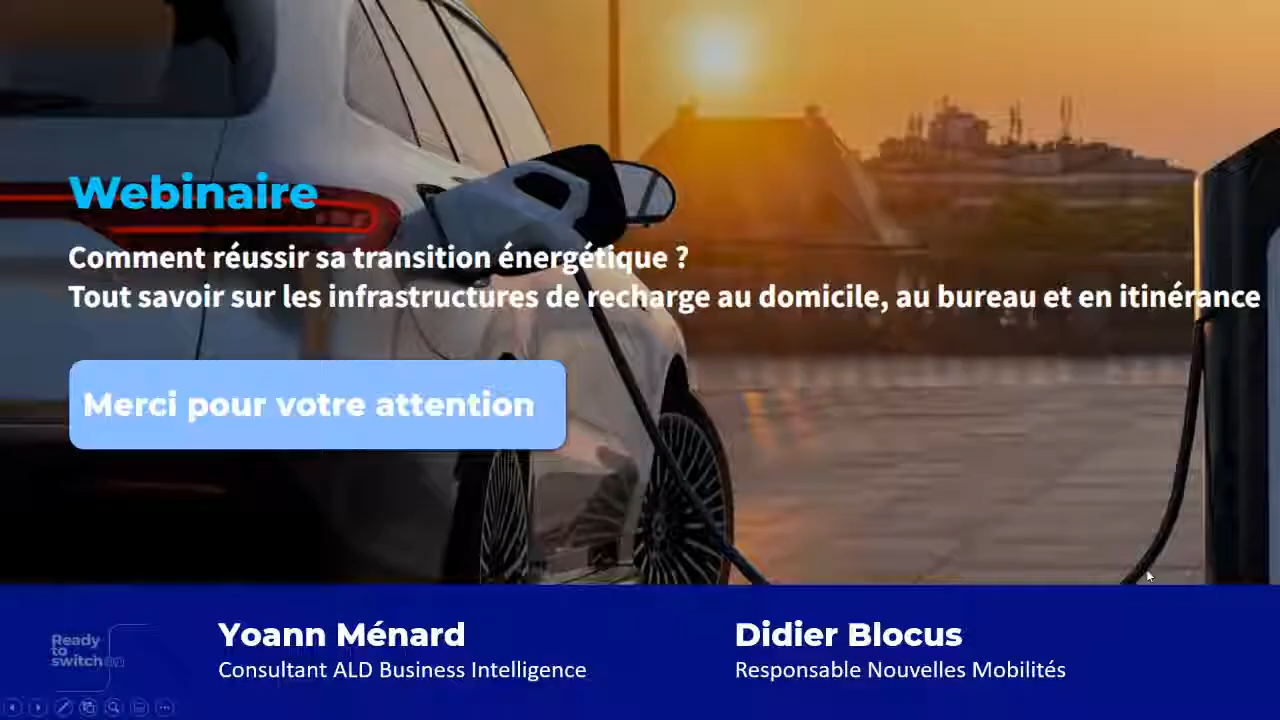 Webinaire
Comment réussir sa transition énergétique ?
Tout savoir sur les infrastructures de recharge au domicile, au bureau et en itinérance
Merci pour votre attention
Ready
to
switch on
Yoann Ménard
Consultant ALD Business Intelligence
Didier Blocus
Responsable Nouvelles Mobilités